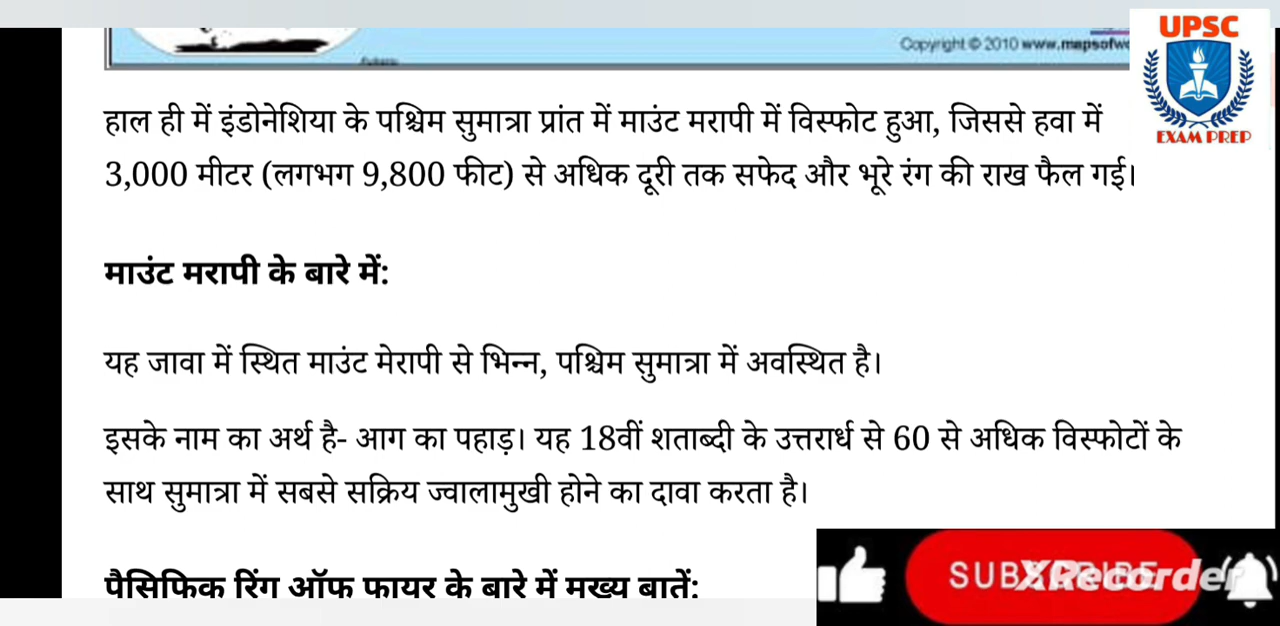 Copyright © 2010 www.mapsofw
UPSC
EXAM PREP
हाल ही में इंडोनेशिया के पश्चिम सुमात्रा प्रांत में माउंट मरापी में विस्फोट हुआ, जिससे हवा में
3,000 मीटर (लगभग 9,800 फीट) से अधिक दूरी तक सफेद और भूरे रंग की राख फैल गई।
माउंट मरापी के बारे में:
यह जावा में स्थित माउंट मेरापी से भिन्न, पश्चिम सुमात्रा में अवस्थित है।
इसके नाम का अर्थ है- आग का पहाड़। यह 18वीं शताब्दी के उत्तरार्ध से 60 से अधिक विस्फोटों के
साथ सुमात्रा में सबसे सक्रिय ज्वालामुखी होने का दावा करता है।
पैसिफिक रिंग ऑफ फायर के बारे में मुख्य बातें:
SUBSCRIBE
XRecorder